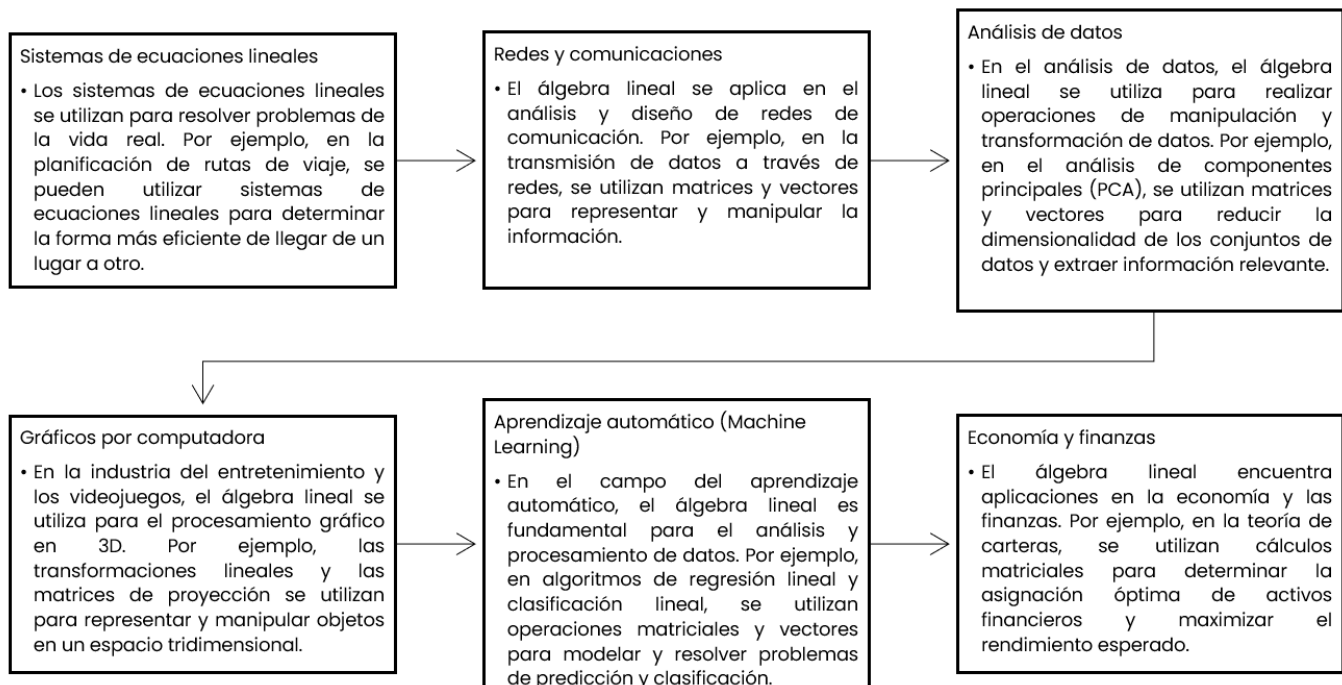 Sistemas de ecuaciones lineales
• Los sistemas de ecuaciones lineales
se utilizan para resolver problemas de
la vida real. Por ejemplo, en la
planificación de rutas de viaje, se
pueden utilizar sistemas de
ecuaciones lineales para determinar
la forma más eficiente de llegar de un
lugar a otro.
Redes y comunicaciones
• El álgebra lineal se aplica en el
análisis y diseño de redes de
comunicación. Por ejemplo, en la
transmisión de datos a través de
redes, se utilizan matrices y vectores
para representar y manipular la
información.
Análisis de datos
• En el análisis de datos, el álgebra
lineal se utiliza para realizar
operaciones de manipulación y
transformación de datos. Por ejemplo,
en el análisis de componentes
principales (PCA), se utilizan matrices
y vectores para reducir la
dimensionalidad de los conjuntos de
datos y extraer información relevante.
Gráficos por computadora
• En la industria del entretenimiento y
los videojuegos, el álgebra lineal se
utiliza para el procesamiento gráfico
en 3D. Por ejemplo, las
transformaciones lineales y las
matrices de proyección se utilizan
para representar y manipular objetos
en un espacio tridimensional.
Aprendizaje automático (Machine
Learning)
• En el campo del aprendizaje
automático, el álgebra lineal es
fundamental para el análisis y
procesamiento de datos. Por ejemplo,
en algoritmos de regresión lineal y
clasificación lineal, se utilizan
operaciones matriciales y vectores
para modelar y resolver problemas
de predicción y clasificación.
Economía y finanzas
• El álgebra lineal encuentra
aplicaciones en la economía y las
finanzas. Por ejemplo, en la teoría de
carteras, se utilizan cálculos
matriciales para determinar la
asignación óptima de activos
financieros y maximizar el
rendimiento esperado.